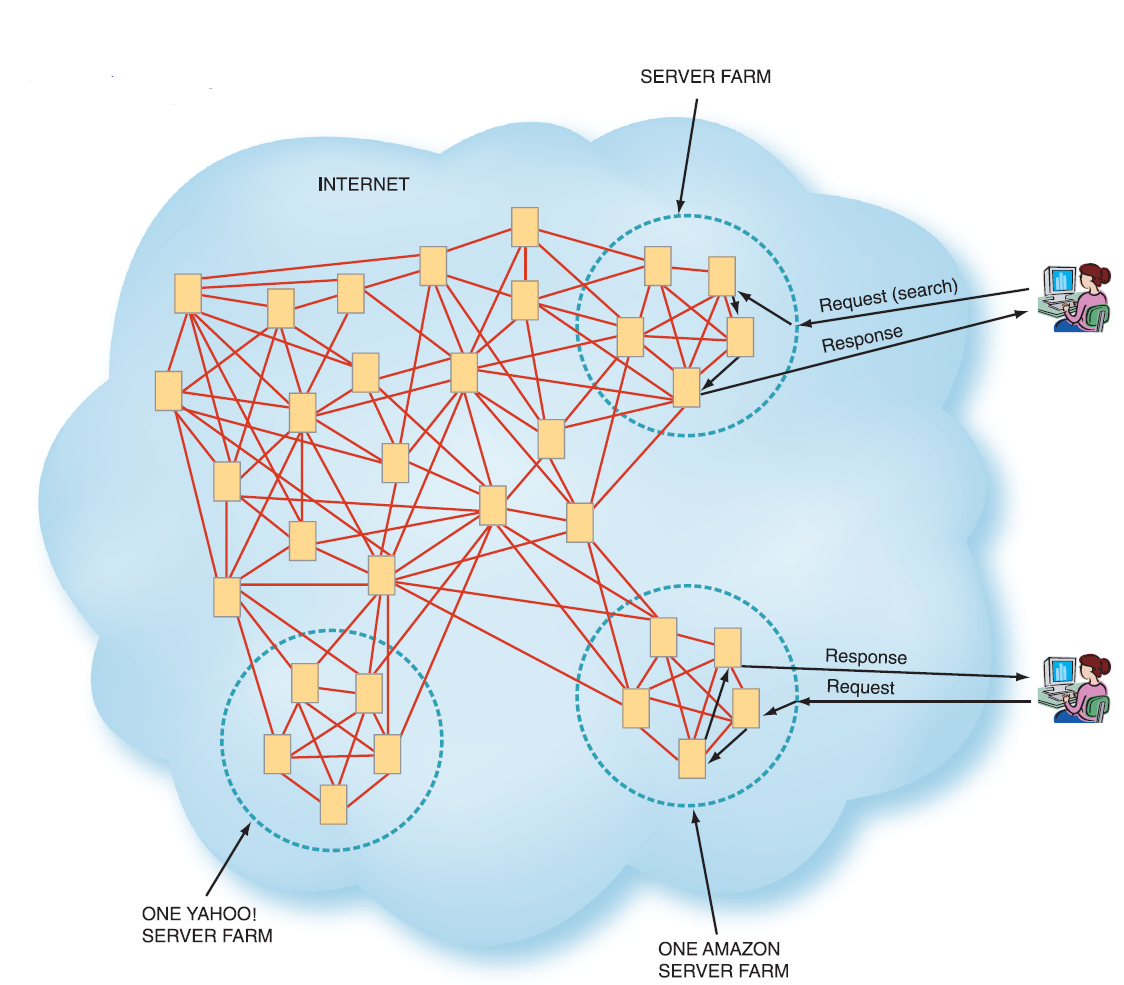 SERVER FARM
INTERNET
Request (search)
Response
Response
Request
ONE YAHOO!
SERVER FARM
ONE AMAZON
SERVER FARM